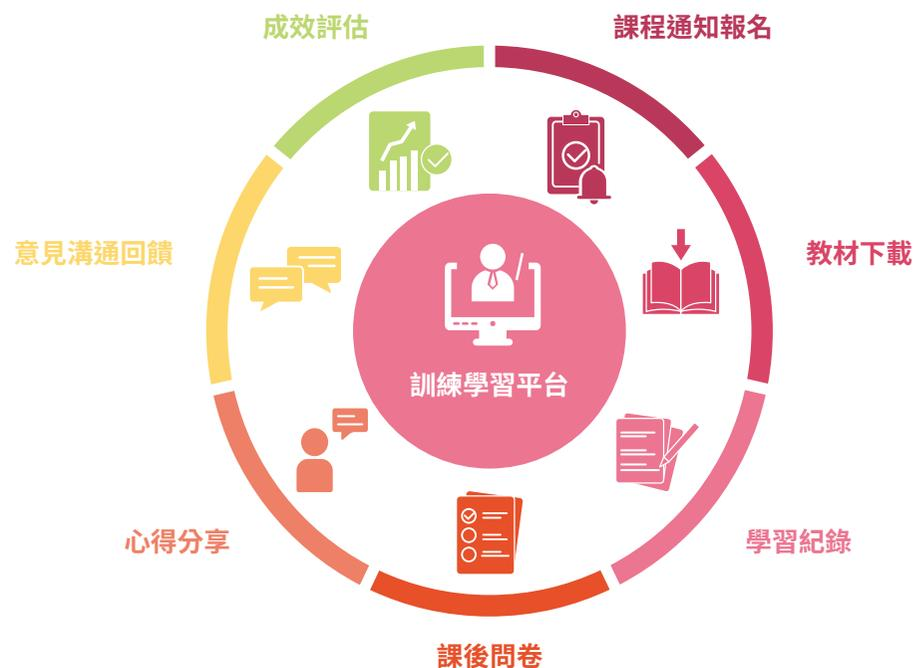 成效評估
課程通知報名
意見溝通回饋
教材下載
訓練學習平台
心得分享
學習紀錄
課後問卷